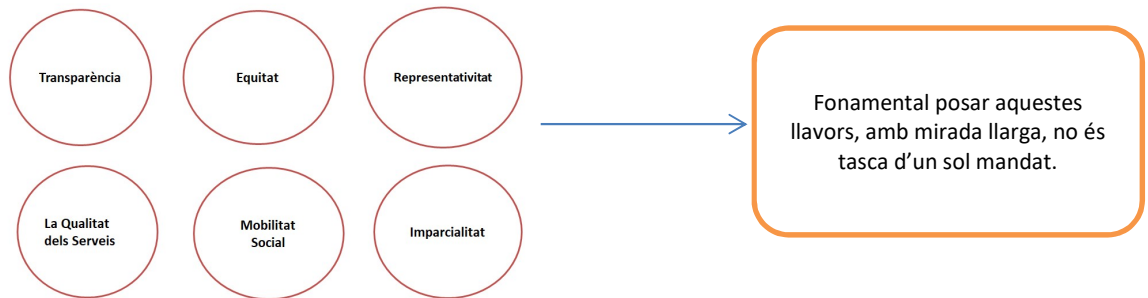 Transparència
Equitat
Representativitat
La Qualitat
dels Serveis
Mobilitat
Social
Imparcialitat
Fonamental posar aquestes
llavors, amb mirada llarga, no és
tasca d’un sol mandat.